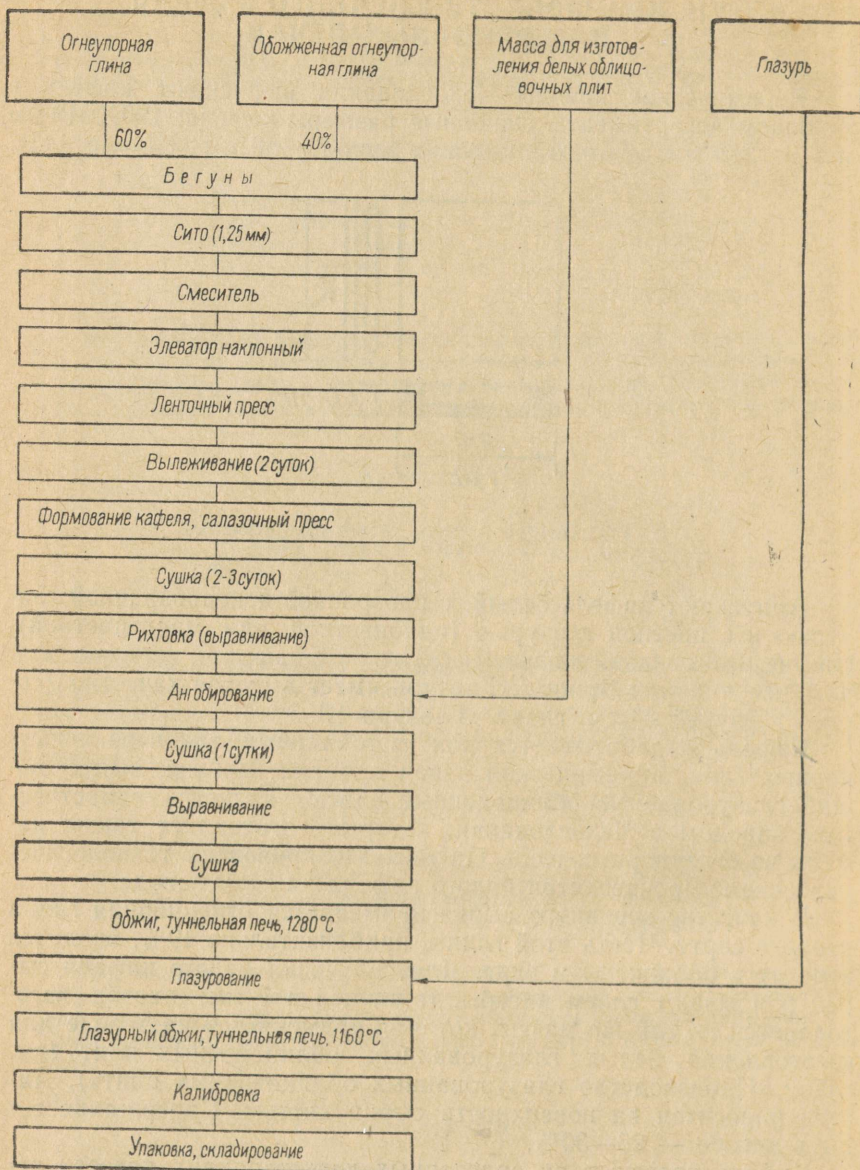 Огнеупорная
глина
Обожженная огнеупор-
ная глина
Масса для изготов-
ления белых облицо-
вочных плит
Глазурь
60%
40%
Бегуны
Сито (1,25 мм)
Смеситель
Элеватор наклонный
Ленточный пресс
Вылеживание (2 суток)
Формование кафеля, салазочный пресс
Сушка (2-3 суток)
Рихтовка (выравнивание)
Ангобирование
Сушка (1 сутки)
Выравнивание
Сушка
Обжиг, туннельная печь, 1280°С
Глазурование
Глазурный обжиг, туннельная печь, 1160°С
Калибровка
Упаковка, складирование